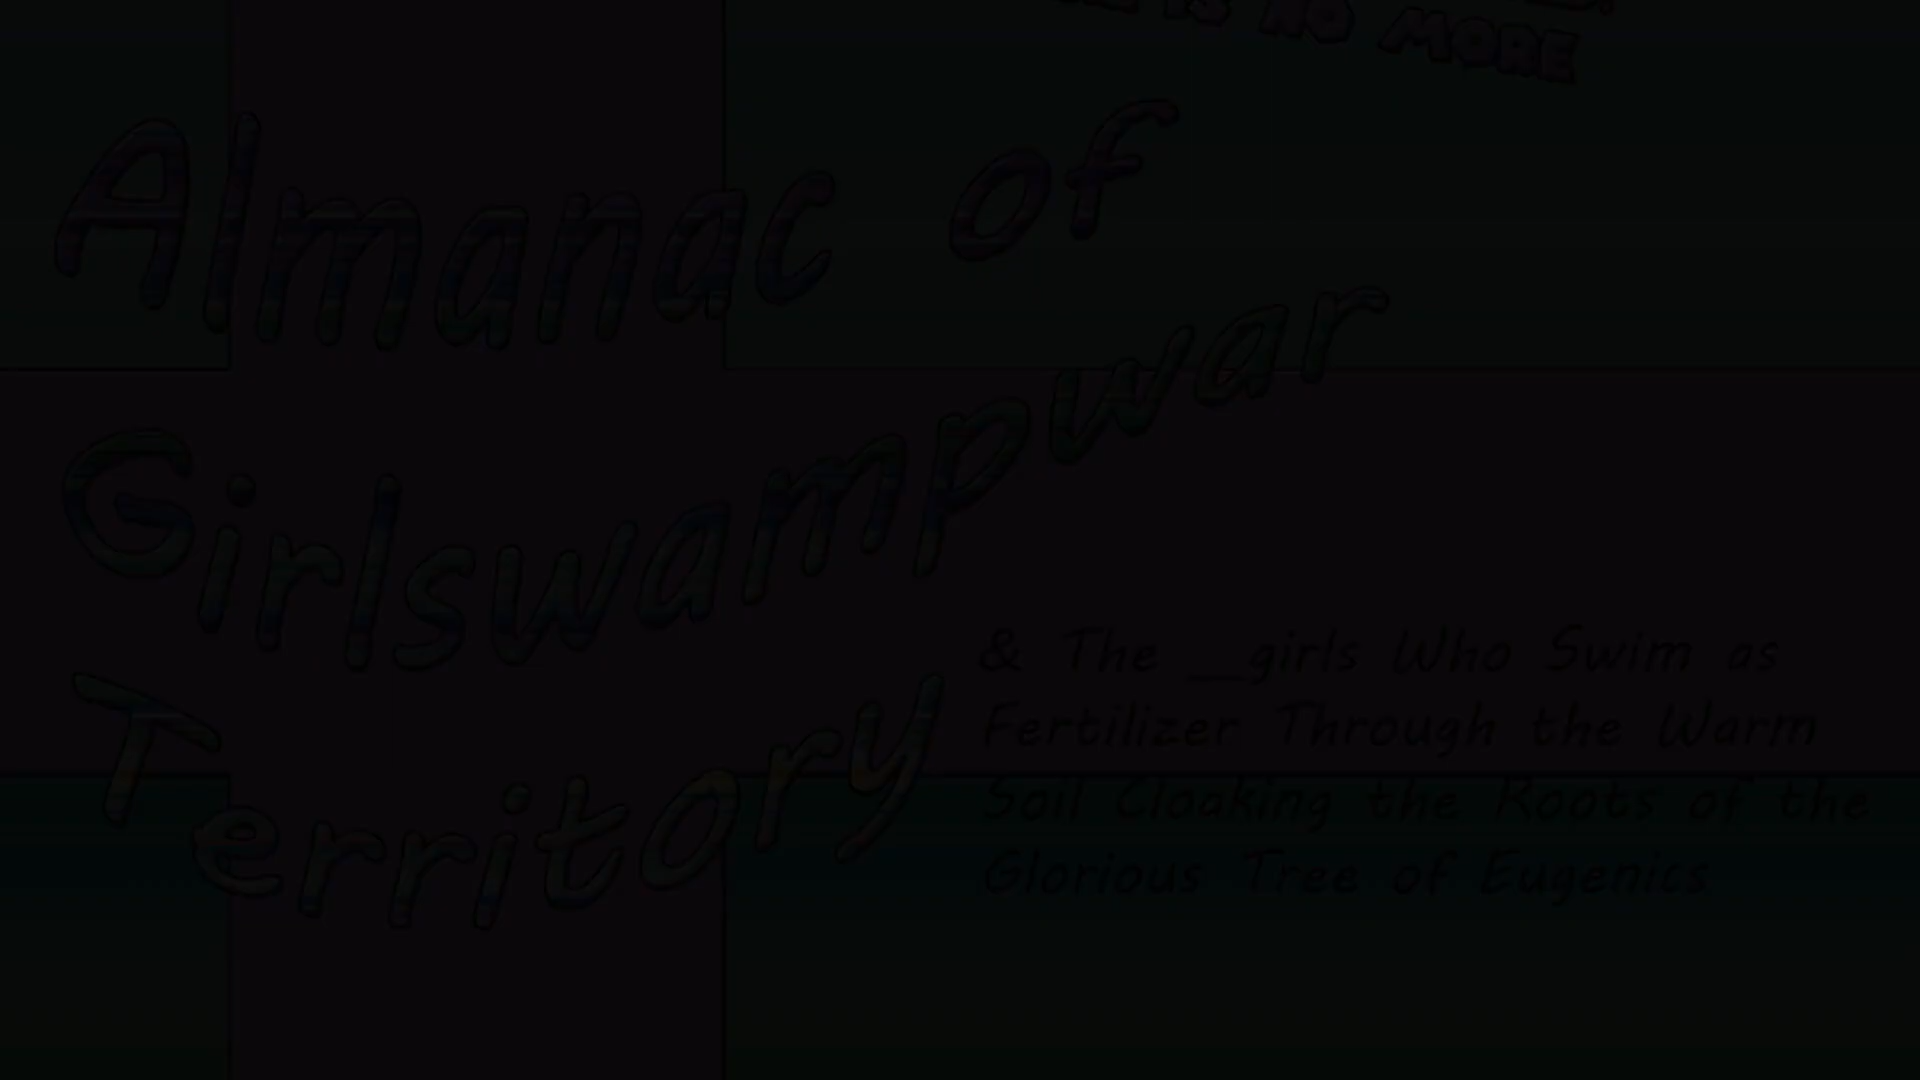 IS NO MORE
Almanac of
Girlswampwar
Territory
& The __girls Who Swim as
Fertilizer Through the Warm
Soil Cloaking the Roots of the
Glorious Tree of Eugenics